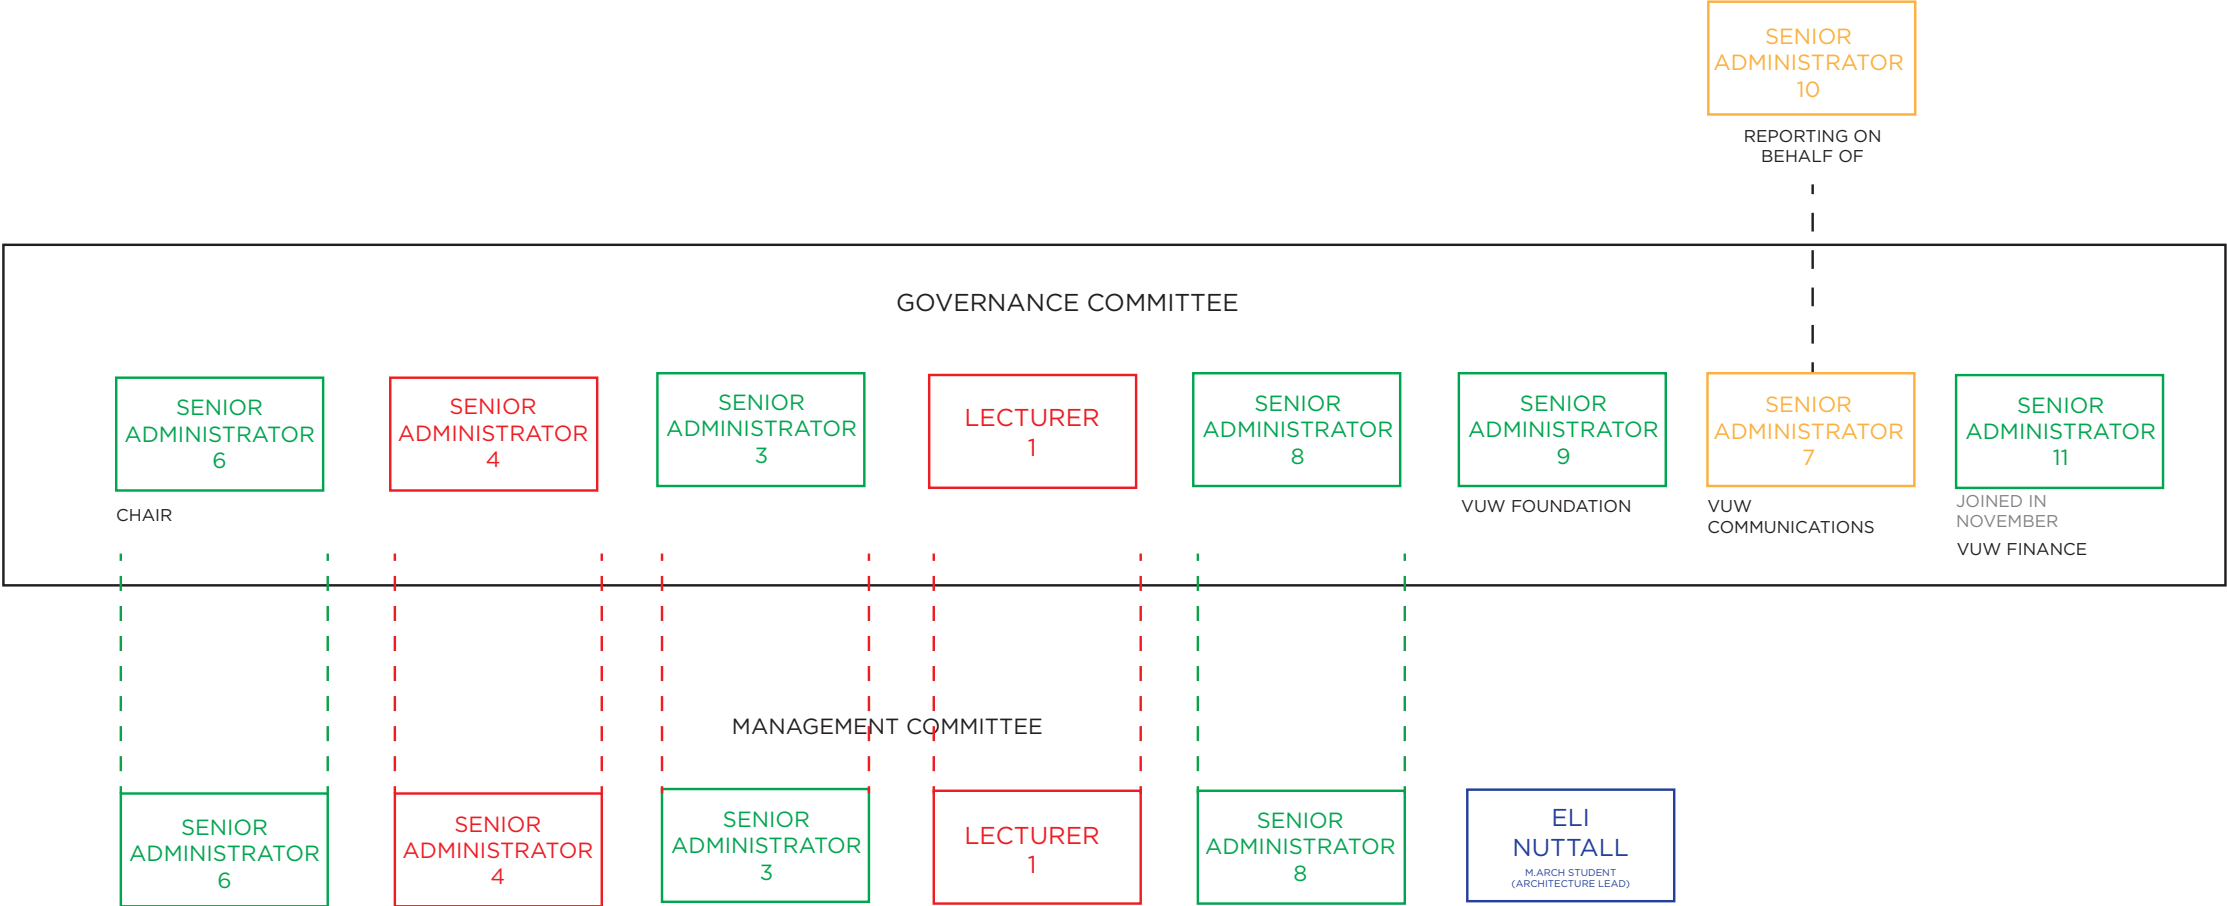 SENIOR
ADMINISTRATOR
10
REPORTING ON
BEHALF OF
GOVERNANCE COMMITTEE
SENIOR
ADMINISTRATOR
6
CHAIR
SENIOR
ADMINISTRATOR
4
SENIOR
ADMINISTRATOR
3
LECTURER
1
SENIOR
ADMINISTRATOR
8
SENIOR
ADMINISTRATOR
9
VUW FOUNDATION
SENIOR
ADMINISTRATOR
7
VUW
COMMUNICATIONS
SENIOR
ADMINISTRATOR
11
JOINED IN
NOVEMBER
VUW FINANCE
MANAGEMENT COMMITTEE
SENIOR
ADMINISTRATOR
6
SENIOR
ADMINISTRATOR
4
SENIOR
ADMINISTRATOR
3
LECTURER
1
SENIOR
ADMINISTRATOR
8
ELI
NUTTALL
M.ARCH STUDENT
(ARCHITECTURE LEAD)